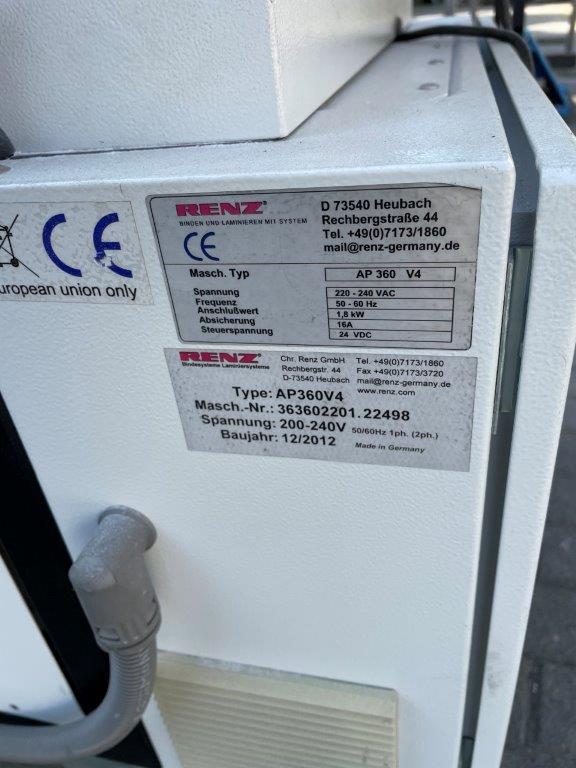 CE
uropean union only
RENZ®
BINDEN UND LAMINIEREN MIT SYSTEM
CE
D 73540 Heubach
Rechbergstraße 44
Tel. +49(0)7173/1860
mail@renz-germany.de
Masch. Typ AP 360 V4
Spannung 220 - 240 VAC
Frequenz 50 - 60 Hz
Anschlußwert 1,8 kW
Absicherung 16A
Steuerspannung 24 VDC
RENZ®
Bindesysteme Laminiersysteme
Chr. Renz GmbH
Rechbergstr. 44
D-73540 Heubach
Tel. +49(0)7173/1860
Fax +49(0)7173/3720
mail@renz-germany.de
www.renz.com
Type: AP360V4
Masch.-Nr.: 363602201.22498
Spannung: 200-240V 50/60Hz 1ph. (2ph.)
Baujahr: 12/2012 Made in Germany